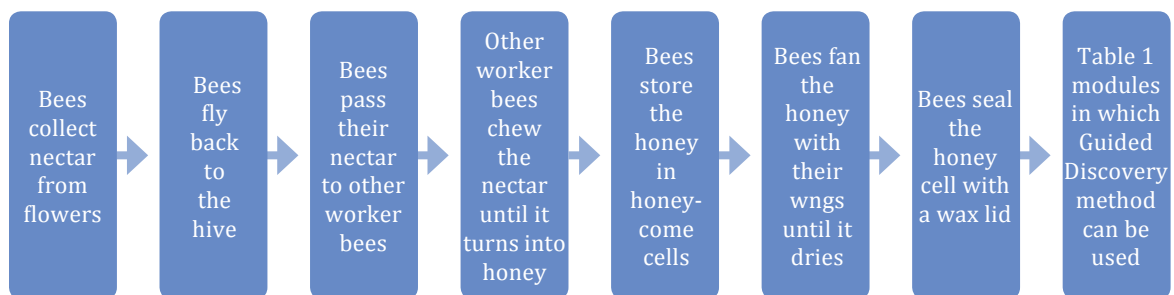 Bees
collect
nectar
from
flowers
Bees
fly
back
to
the
hive
Bees
pass
their
nectar
to other
worker
bees
Other
worker
bees
chew
the
nectar
until it
turns into
honey
Bees
store
the
honey
in
honey-
come
cells
Bees fan
the
honey
with
their
wngs
until it
dries
Bees seal
the
honey
cell with
a wax lid
Table 1
modules
in which
Guided
Discovery
method
can be
used